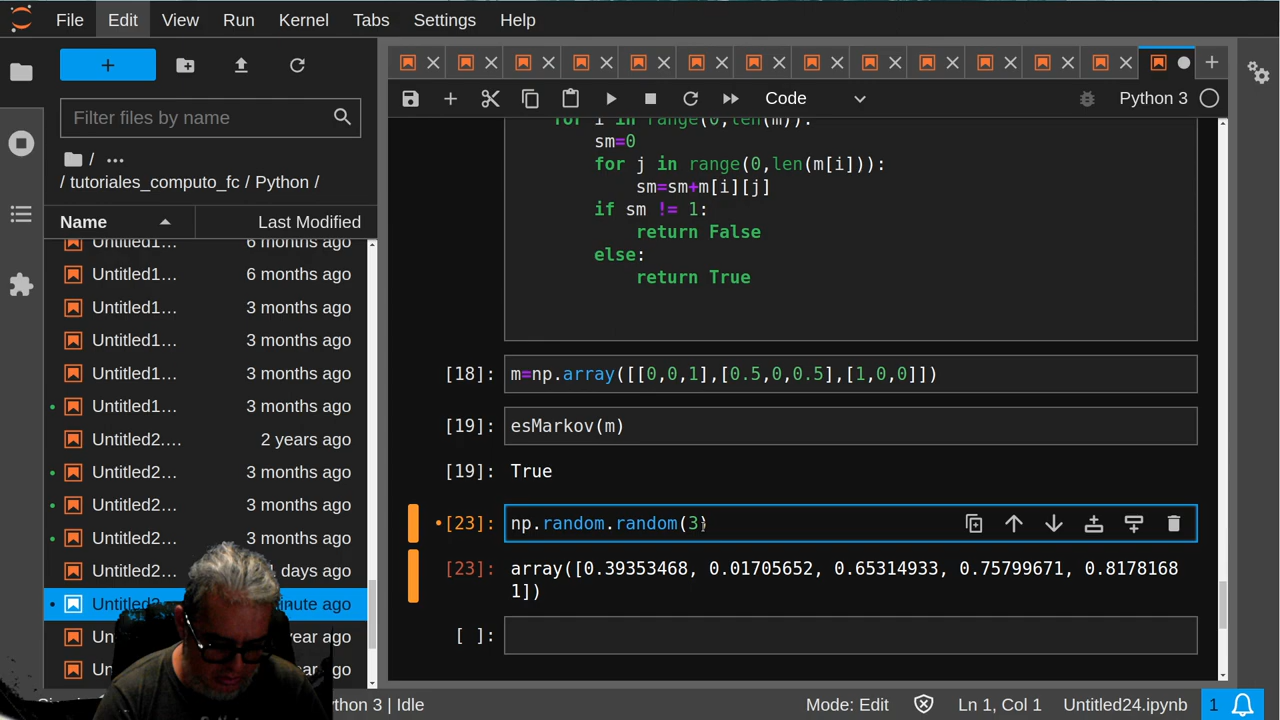 File Edit View Run Kernel Tabs Settings Help
+
Code
Python 3
Filter files by name
/ ...
/ tutoriales_computo_fc / Python /
Name Last Modified
Untitled1… 6 months ago
Untitled1… 6 months ago
Untitled1… 3 months ago
Untitled1… 3 months ago
Untitled1… 3 months ago
Untitled1… 3 months ago
Untitled2.… 2 years ago
Untitled2… 3 months ago
Untitled2… 3 months ago
Untitled2… 3 months ago
Untitled2… days ago
ago
ago
for i in range(0,len(m)):
sm=0
for j in range(0,len(m[i])):
sm=sm+m[i][j]
if sm != 1:
return False
else:
return True
[18]: m=np.array([[0,0,1],[0.5,0,0.5],[1,0,0]])
[19]: esMarkov(m)
[19]: True
[23]: np.random.random(3)
[23]: array([0.39353468, 0.01705652, 0.65314933, 0.75799671, 0.8178168
1])
[ ]:
| Idle
Mode: Edit
Ln 1, Col 1
Untitled24.ipynb
1